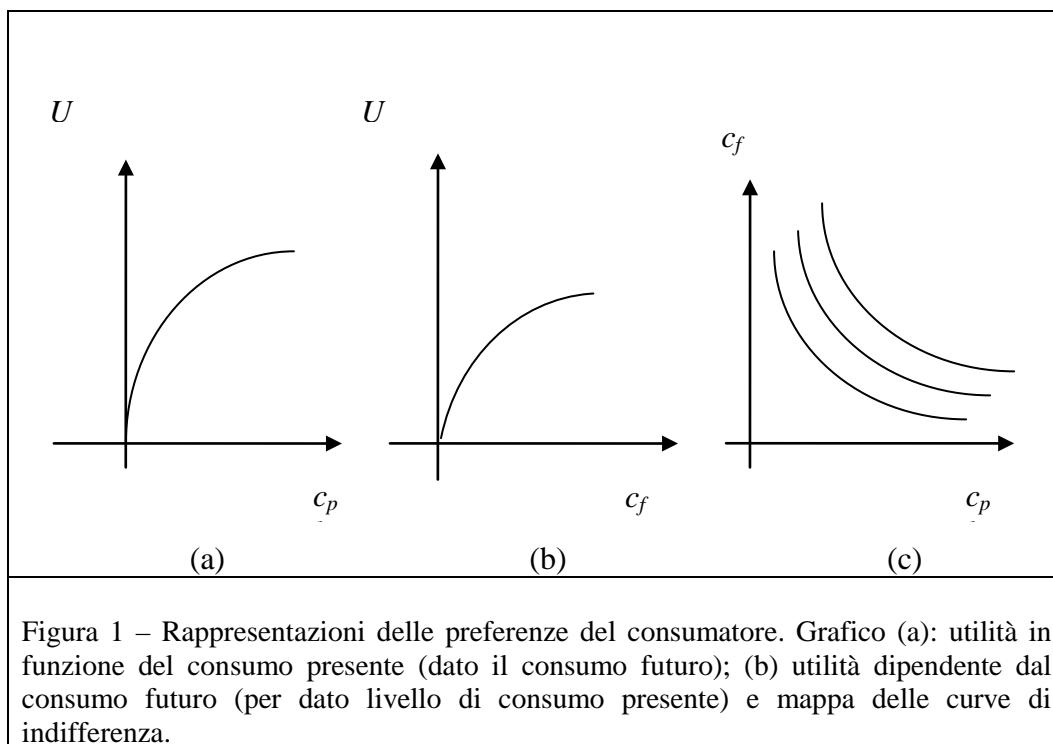 U
U
c_f
c_p
c_f
c_p
(a)
(b)
(c)
Figura 1 – Rappresentazioni delle preferenze del consumatore. Grafico (a): utilità in
funzione del consumo presente (dato il consumo futuro); (b) utilità dipendente dal
consumo futuro (per dato livello di consumo presente) e mappa delle curve di
indifferenza.